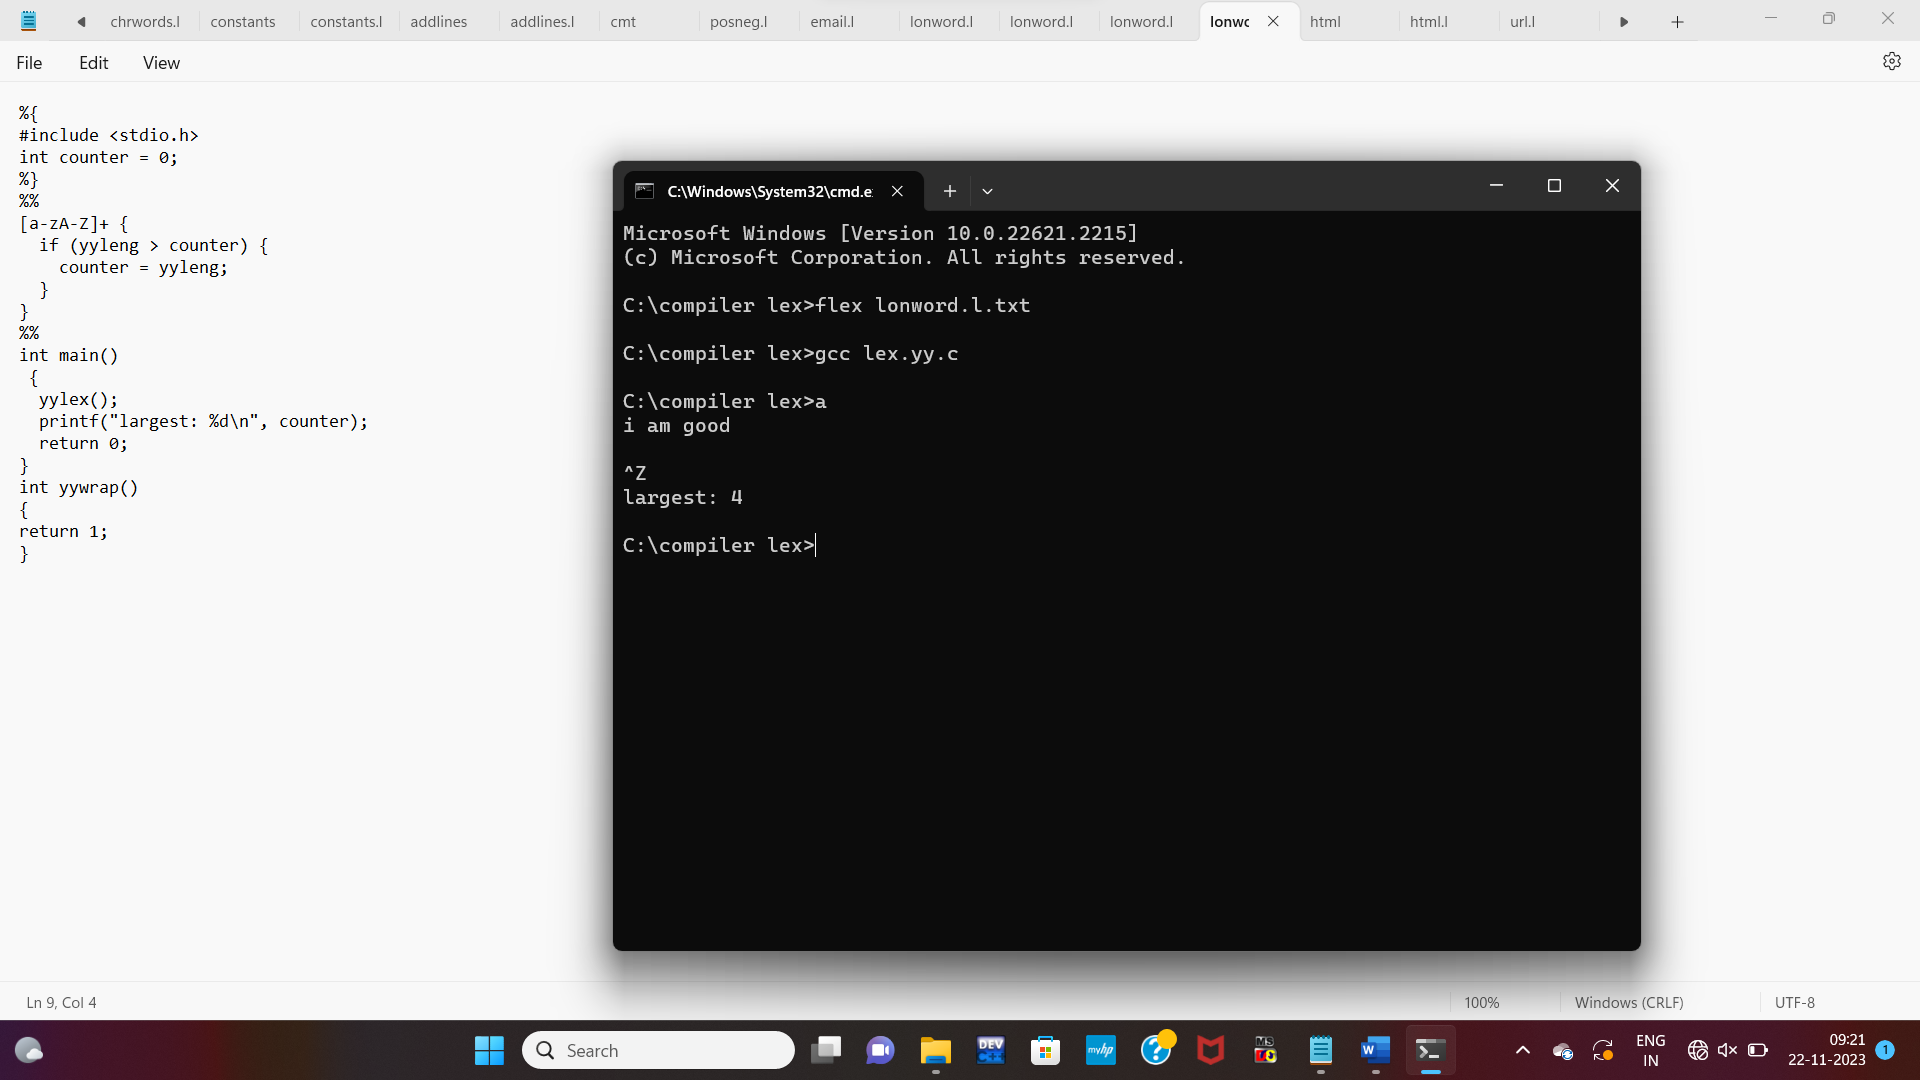 chrwords.l constants constants.l addlines addlines.l cmt posneg.l email.l lonword.l lonword.l lonword.l lonwc html html.l url.l
File Edit View
%{
#include <stdio.h>
int counter = 0;
%}
%%
[a-zA-Z]+ {
if (yyleng > counter) {
counter = yyleng;
}
}
%%
int main()
{
yylex();
printf("largest: %d\n", counter);
return 0;
}
int yywrap()
{
return 1;
}
C:\Windows\System32\cmd.e
Microsoft Windows [Version 10.0.22621.2215]
(c) Microsoft Corporation. All rights reserved.
C:\compiler lex>flex lonword.l.txt
C:\compiler lex>gcc lex.yy.c
C:\compiler lex>a
i am good
^Z
largest: 4
C:\compiler lex>
Ln 9, Col 4 100% Windows (CRLF) UTF-8
Search
DEV
C++
myhp
MS
W
ENG
IN
09:21
22-11-2023
1